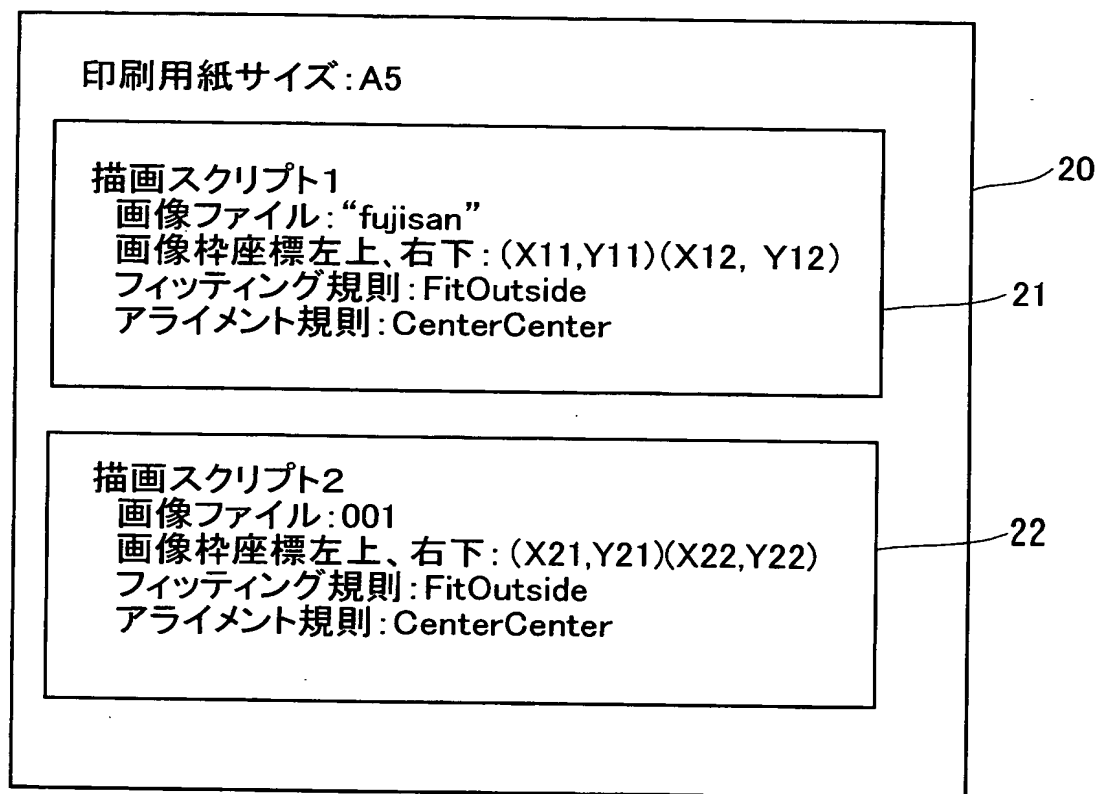 印刷用紙サイズ:A5
描画スクリプト1
画像ファイル:“fujisan”
画像枠座標左上、右下:(X11,Y11)(X12, Y12)
フィッティング規則:FitOutside
アライメント規則:CenterCenter
描画スクリプト2
画像ファイル:001
画像枠座標左上、右下:(X21,Y21)(X22,Y22)
フィッティング規則:FitOutside
アライメント規則:CenterCenter
20
21
22